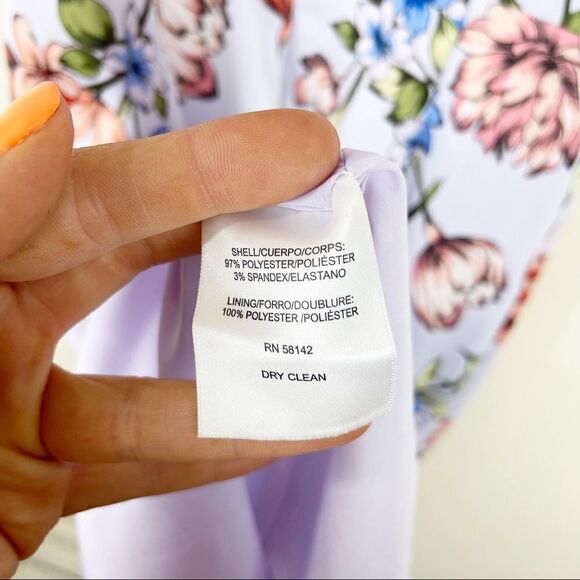 SHELL/CUERPO/CORPS:
97% POLYESTER/POLIÉSTER
3% SPANDEX/ELASTANO
LINING/FORRO/DOUBLURE:
100% POLYESTER /POLIÉSTER
RN 58142
DRY CLEAN